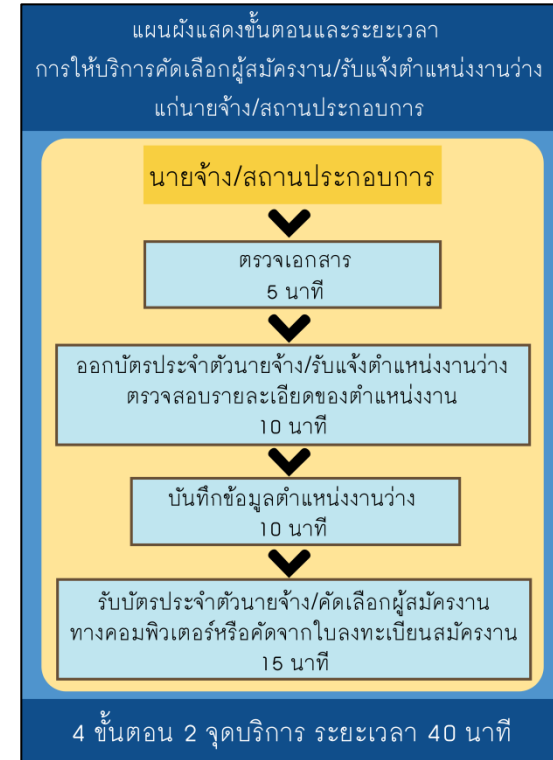 แผนผังแสดงขั้นตอนและระยะเวลา
การให้บริการคัดเลือกผู้สมัครงาน/รับแจ้งตำแหน่งงานว่าง
แก่นายจ้าง/สถานประกอบการ
นายจ้าง/สถานประกอบการ
ตรวจเอกสาร
5 นาที
ออกบัตรประจำตัวนายจ้าง/รับแจ้งตำแหน่งงานว่าง
ตรวจสอบรายละเอียดของตำแหน่งงาน
10 นาที
บันทึกข้อมูลตำแหน่งงานว่าง
10 นาที
รับบัตรประจำตัวนายจ้าง/คัดเลือกผู้สมัครงาน
ทางคอมพิวเตอร์หรือคัดจากใบลงทะเบียนสมัครงาน
15 นาที
4 ขั้นตอน 2 จุดบริการ ระยะเวลา 40 นาที